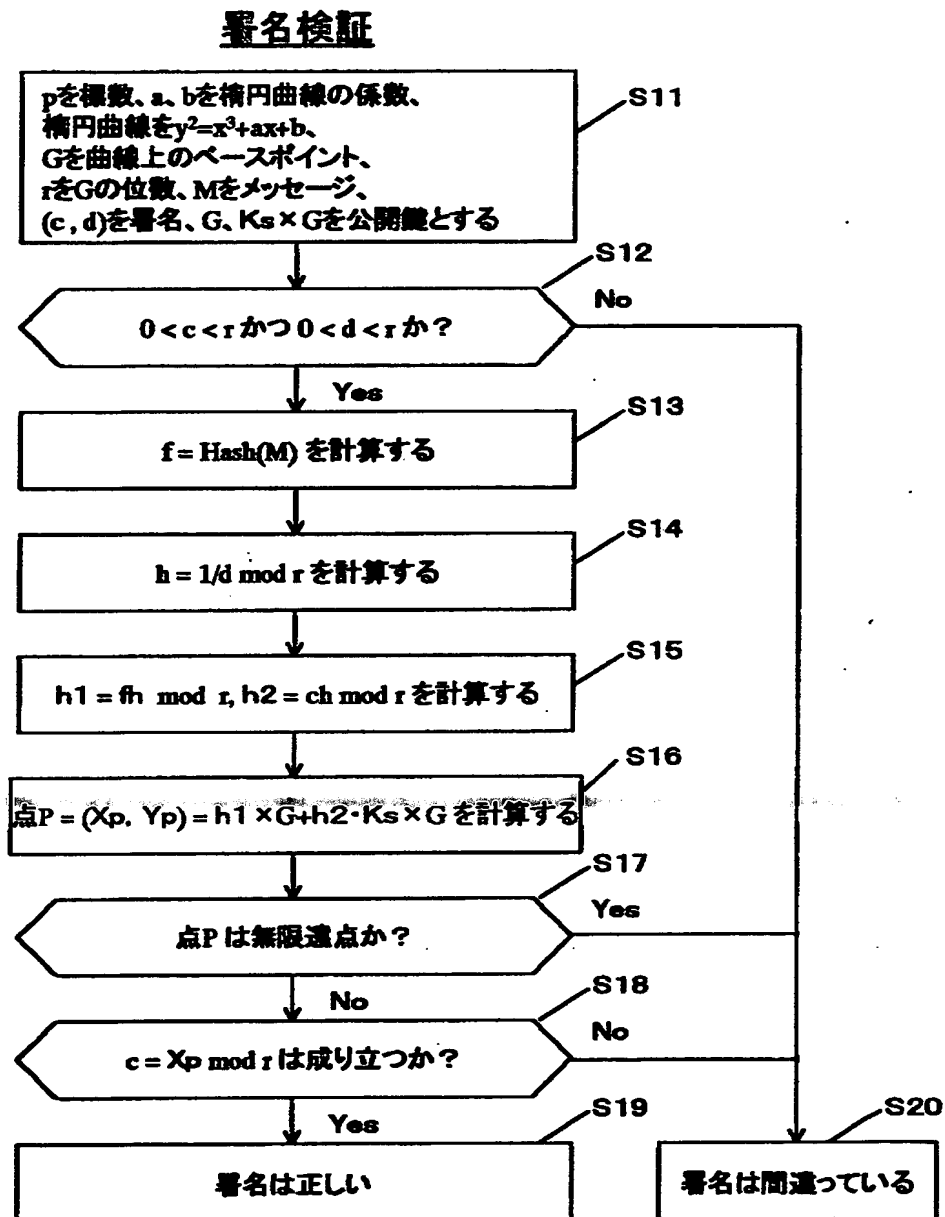 署名検証
pを標数、a、bを楕円曲線の係数、
楕円曲線をy²=x³+ax+b、
Gを曲線上のベースポイント、
rをGの位数、Mをメッセージ、
(c , d)を署名、G、Ks×Gを公開鍵とする
S11
S12
0<c<r かつ 0<d<r か?
No
Yes
S13
f = Hash(M) を計算する
S14
h = 1/d mod r を計算する
S15
h1 = fh mod r, h2 = ch mod r を計算する
S16
点P = (Xp, Yp) = h1×G+h2・Ks×G を計算する
S17
点P は無限遠点か?
Yes
No
S18
c = Xp mod r は成り立つか?
No
Yes
S19
署名は正しい
S20
署名は間違っている